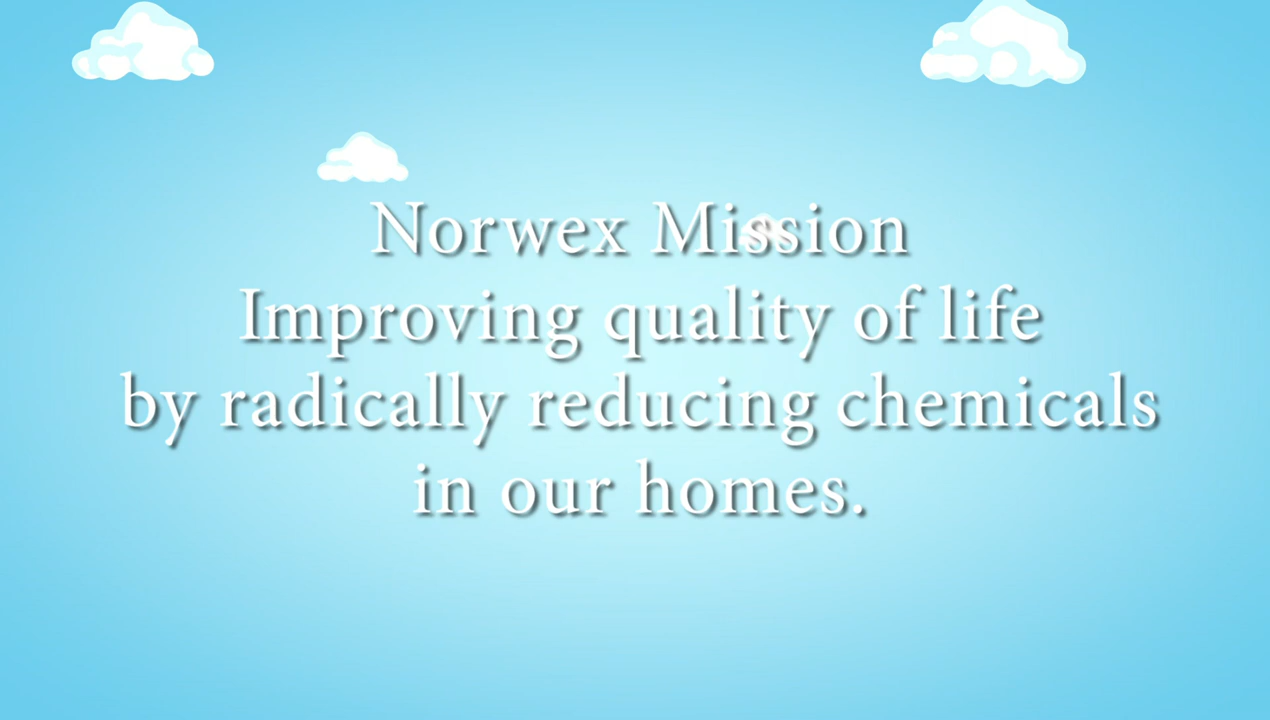 Norwex Mission
Improving quality of life
by radically reducing chemicals
in our homes.